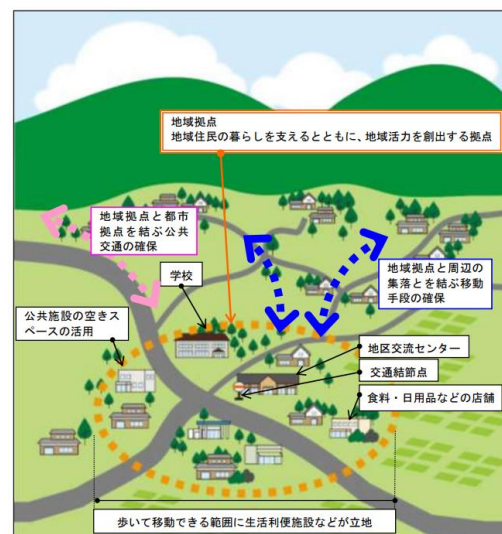 地域拠点
地域住民の暮らしを支えるとともに、地域活力を創出する拠点
地域拠点と都市
拠点を結ぶ公共
交通の確保
学校
地域拠点と周辺の
集落とを結ぶ移動
手段の確保
公共施設の空きス
ペースの活用
地区交流センター
交通結節点
食料・日用品などの店舗
歩いて移動できる範囲に生活利便施設などが立地